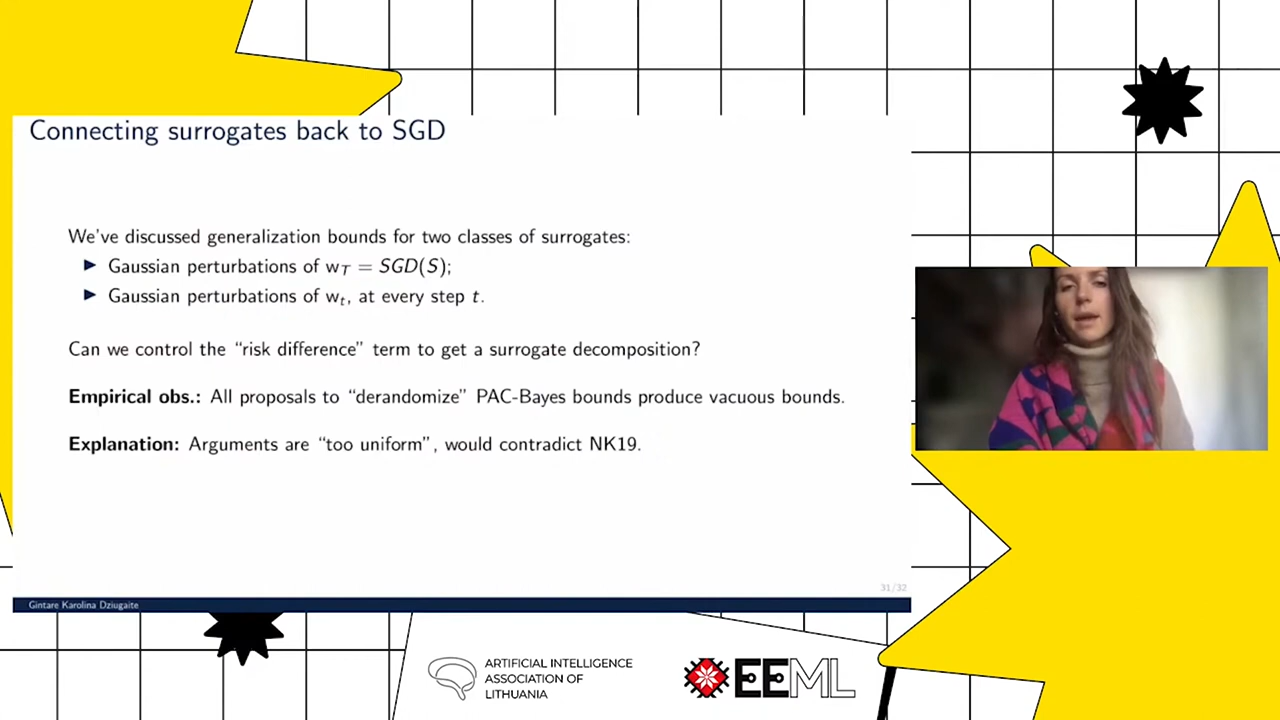 Connecting surrogates back to SGD
We've discussed generalization bounds for two classes of surrogates:
▶ Gaussian perturbations of w_T = SGD(S);
▶ Gaussian perturbations of w_t, at every step t.
Can we control the “risk difference” term to get a surrogate decomposition?
Empirical obs.: All proposals to “derandomize” PAC-Bayes bounds produce vacuous bounds.
Explanation: Arguments are “too uniform”, would contradict NK19.
31/32
Gintare Karolina Dziugaite
ARTIFICIAL INTELLIGENCE
ASSOCIATION OF
LITHUANIA
EEML